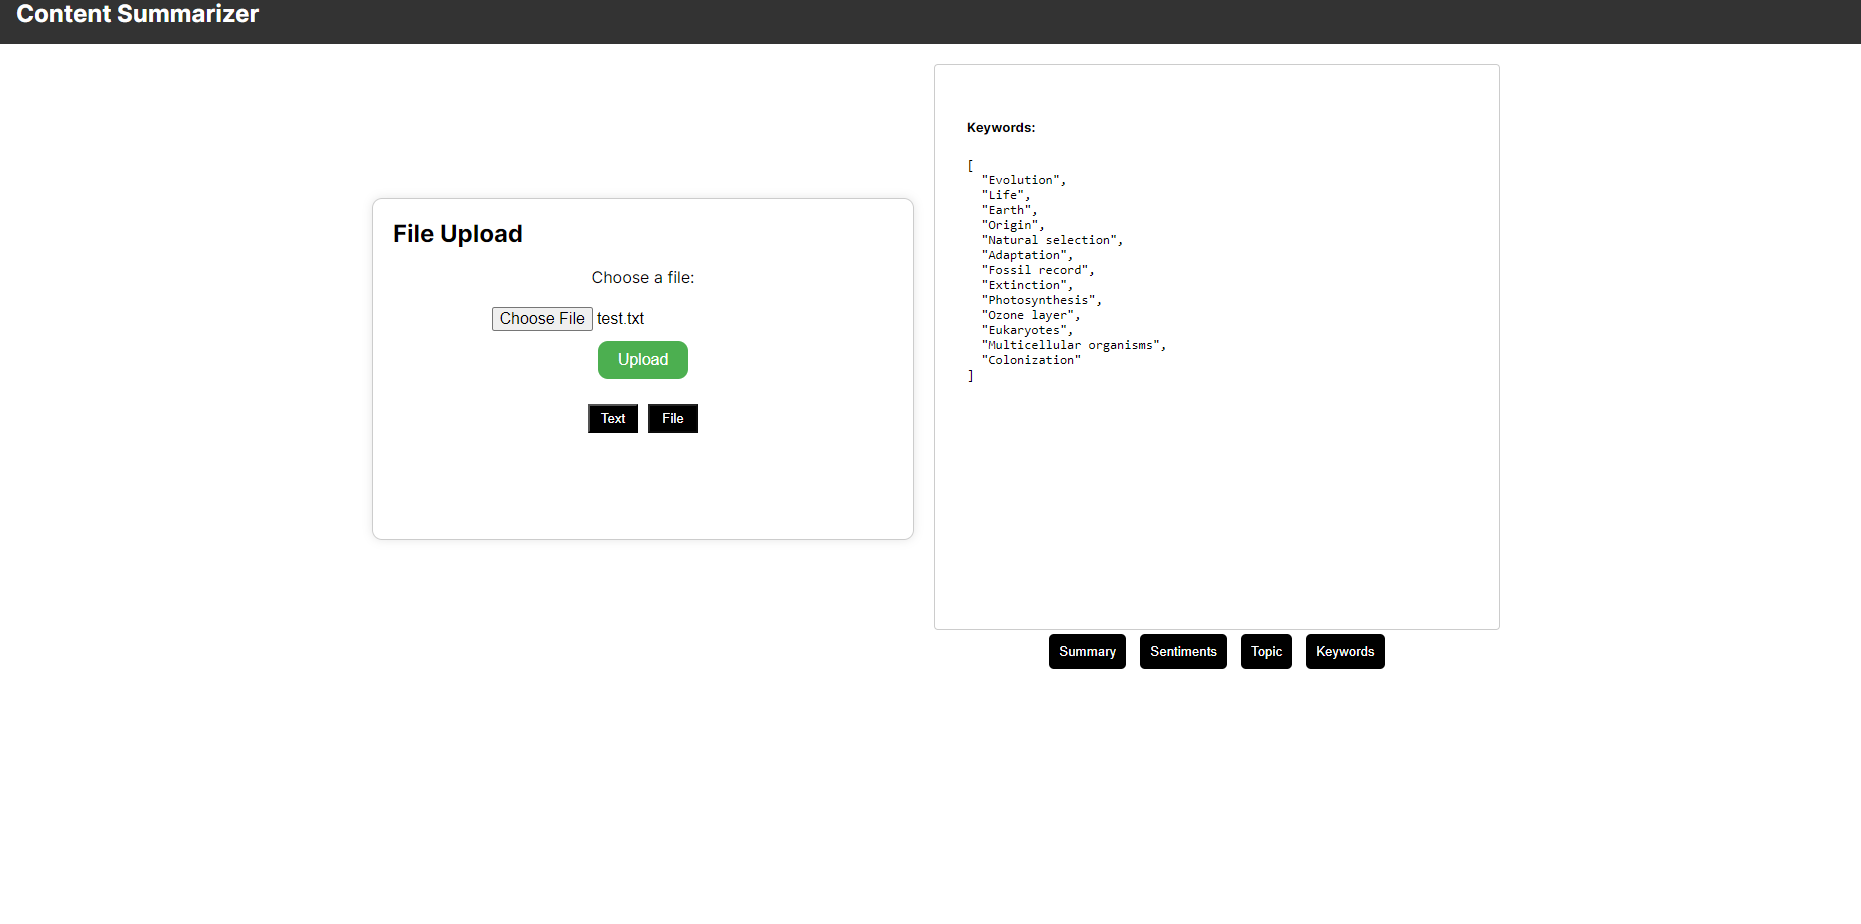 Content Summarizer
File Upload
Choose a file:
Choose File test.txt
Upload
Text File
Keywords:
[
  "Evolution",
  "Life",
  "Earth",
  "Origin",
  "Natural selection",
  "Adaptation",
  "Fossil record",
  "Extinction",
  "Photosynthesis",
  "Ozone layer",
  "Eukaryotes",
  "Multicellular organisms",
  "Colonization"
]
Summary Sentiments Topic Keywords